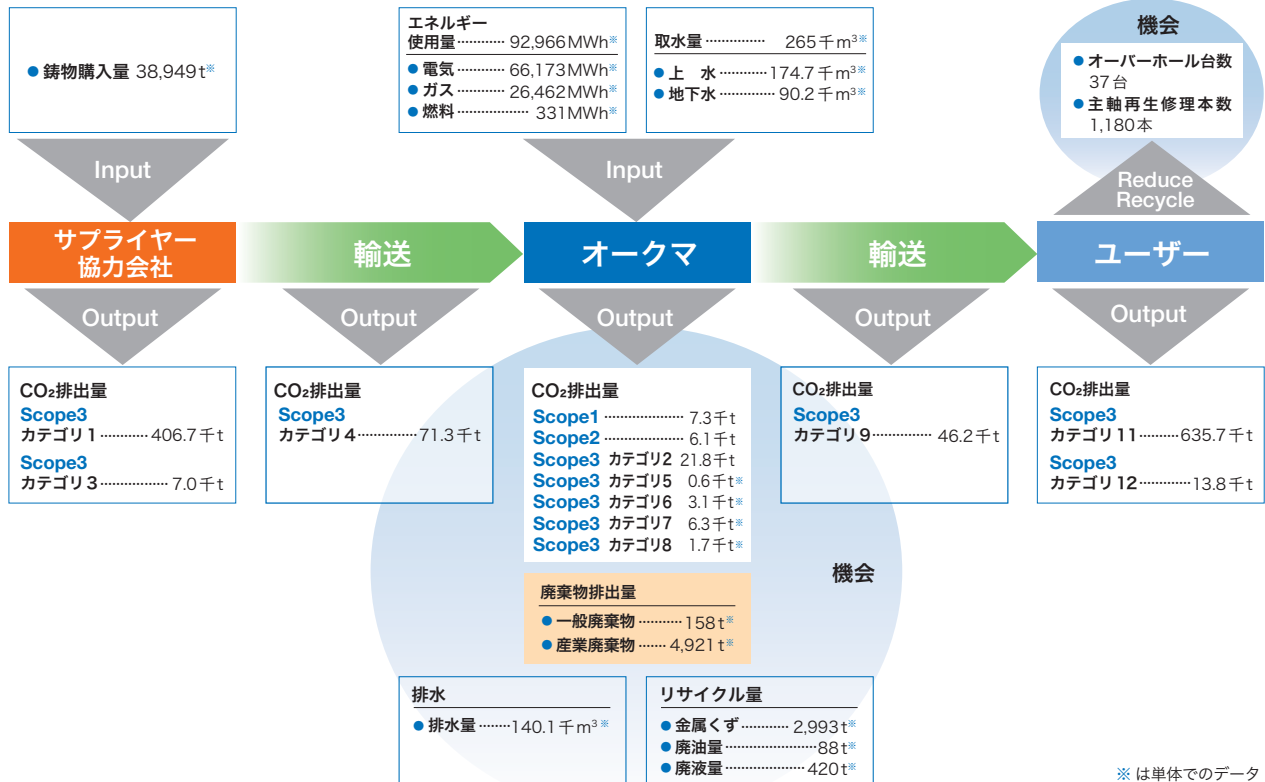 ● 鋳物購入量 38,949t※
エネルギー
使用量 ………… 92,966MWh※
● 電気 ………… 66,173MWh※
● ガス ………… 26,462MWh※
● 燃料 ……………… 331MWh※
取水量 …………… 265千m³※
● 上　水 …………174.7千m³※
● 地下水 ………… 90.2千m³※
機会
● オーバーホール台数
37台
● 主軸再生修理本数
1,180本
Input
Input
Reduce
Recycle
サプライヤー
協力会社
輸送
オークマ
輸送
ユーザー
Output
Output
Output
Output
Output
CO₂排出量
Scope3
カテゴリ1 ………… 406.7千t
Scope3
カテゴリ3 …………… 7.0千t
CO₂排出量
Scope3
カテゴリ4 …………71.3千t
CO₂排出量
Scope1 ………………… 7.3千t
Scope2 ………………… 6.1千t
Scope3 カテゴリ2 21.8千t
Scope3 カテゴリ5 0.6千t※
Scope3 カテゴリ6 3.1千t※
Scope3 カテゴリ7 6.3千t※
Scope3 カテゴリ8 1.7千t※
CO₂排出量
Scope3
カテゴリ9 ………… 46.2千t
CO₂排出量
Scope3
カテゴリ11 ………635.7千t
Scope3
カテゴリ12 …………13.8千t
機会
廃棄物排出量
● 一般廃棄物 ……… 158t※
● 産業廃棄物 …… 4,921t※
排水
● 排水量 ………140.1千m³※
リサイクル量
● 金属くず ………… 2,993t※
● 廃油量 …………………88t※
● 廃液量 ……………… 420t※
※ は単体でのデータ